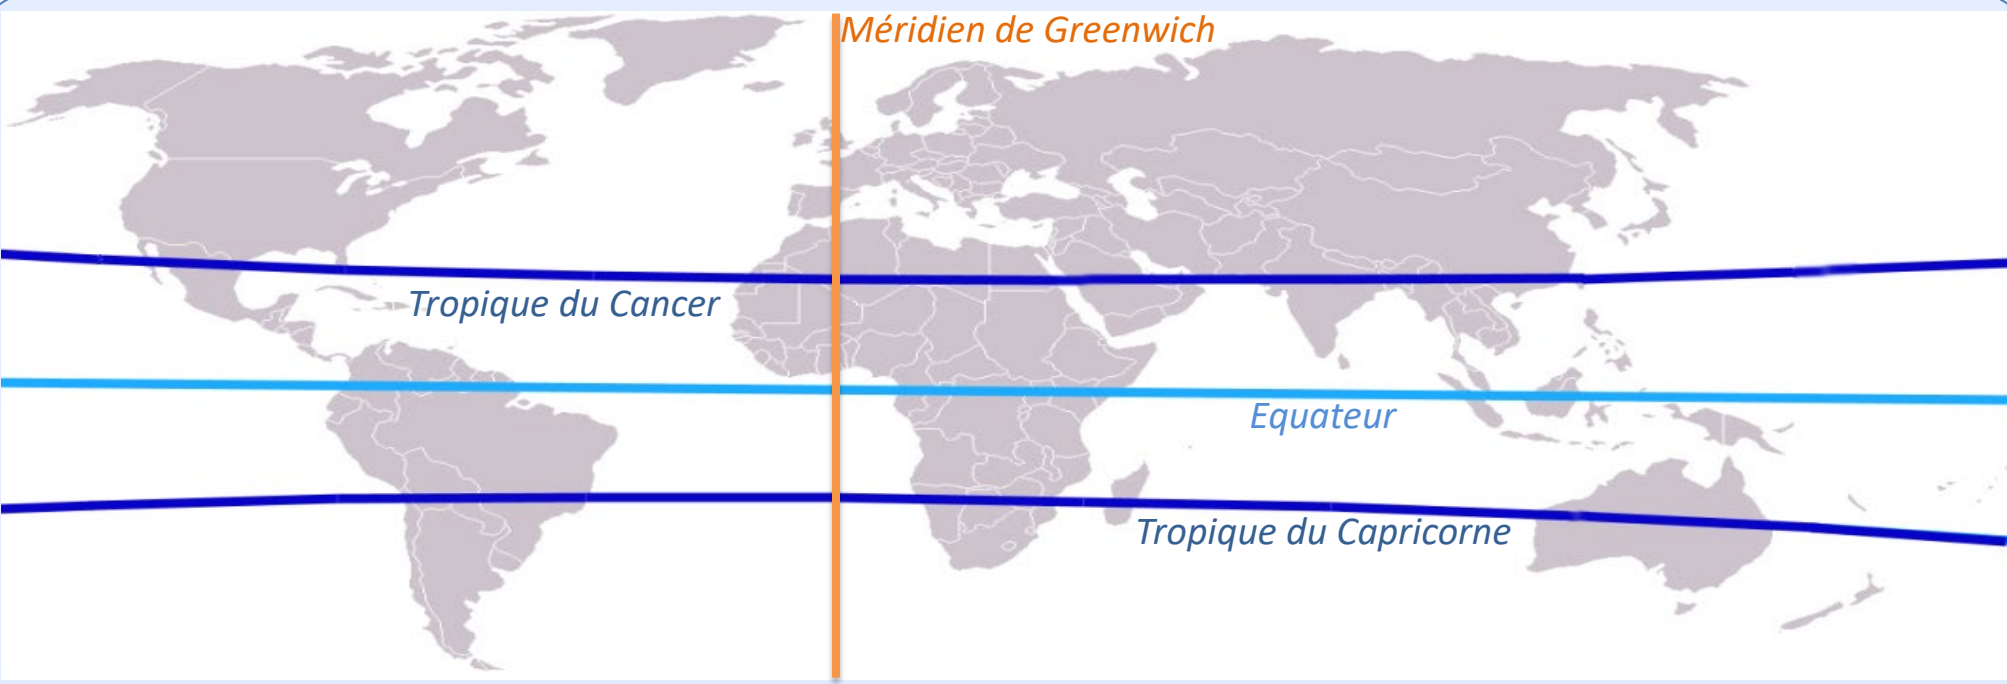 Méridien de Greenwich
Tropique du Cancer
Equateur
Tropique du Capricorne